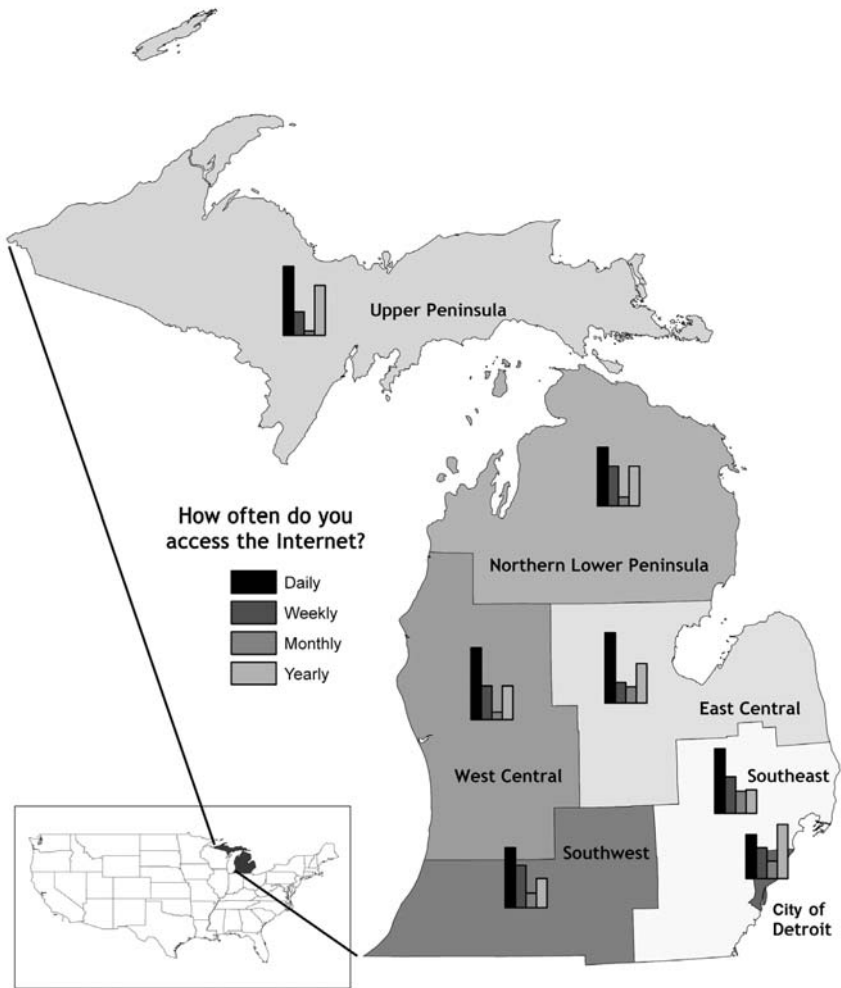 Upper Peninsula
How often do you
access the Internet?
Daily
Weekly
Monthly
Yearly
Northern Lower Peninsula
East Central
West Central
Southeast
Southwest
City of
Detroit